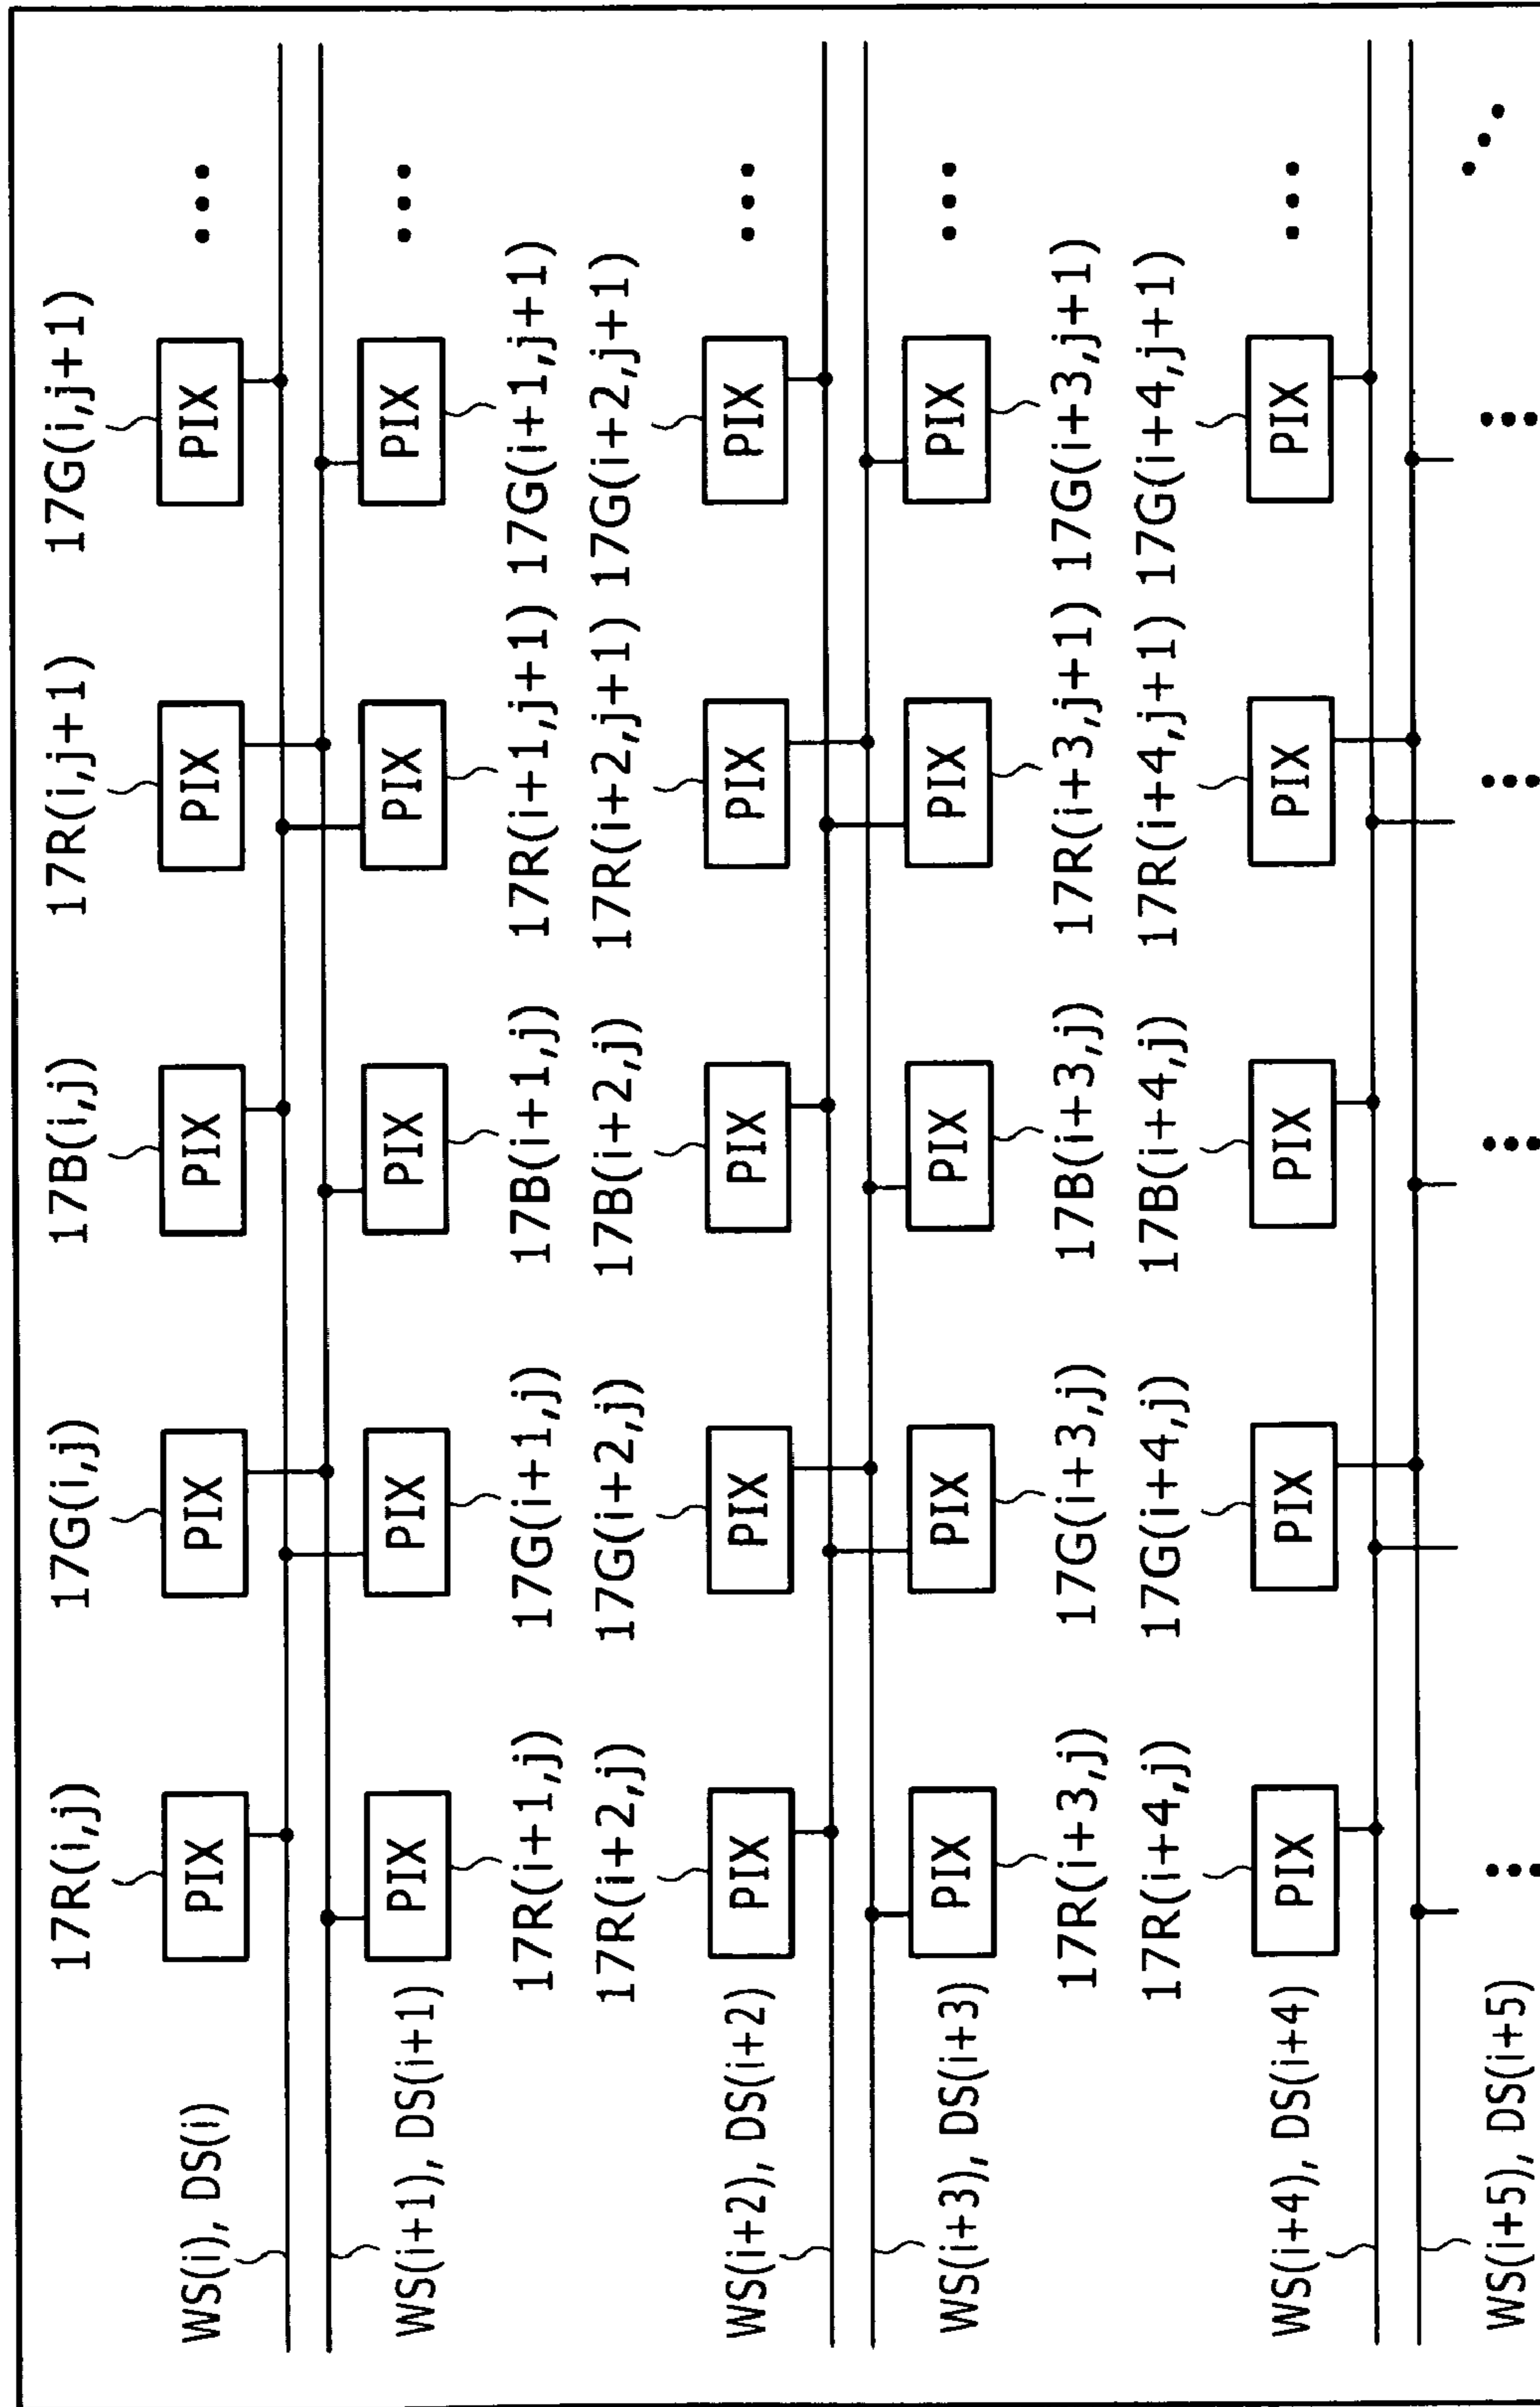 17R(i,j) 17G(i,j) 17B(i,j) 17R(i,j+1) 17G(i,j+1)
PIX PIX PIX PIX PIX
WS(i), DS(i)
WS(i+1), DS(i+1)
PIX PIX PIX PIX PIX
17R(i+1,j) 17G(i+1,j) 17B(i+1,j) 17R(i+1,j+1) 17G(i+1,j+1)
17R(i+2,j) 17G(i+2,j) 17B(i+2,j) 17R(i+2,j+1) 17G(i+2,j+1)
PIX PIX PIX PIX PIX
WS(i+2), DS(i+2)
WS(i+3), DS(i+3)
PIX PIX PIX PIX PIX
17R(i+3,j) 17G(i+3,j) 17B(i+3,j) 17R(i+3,j+1) 17G(i+3,j+1)
17R(i+4,j) 17G(i+4,j) 17B(i+4,j) 17R(i+4,j+1) 17G(i+4,j+1)
PIX PIX PIX PIX PIX
WS(i+4), DS(i+4)
WS(i+5), DS(i+5)